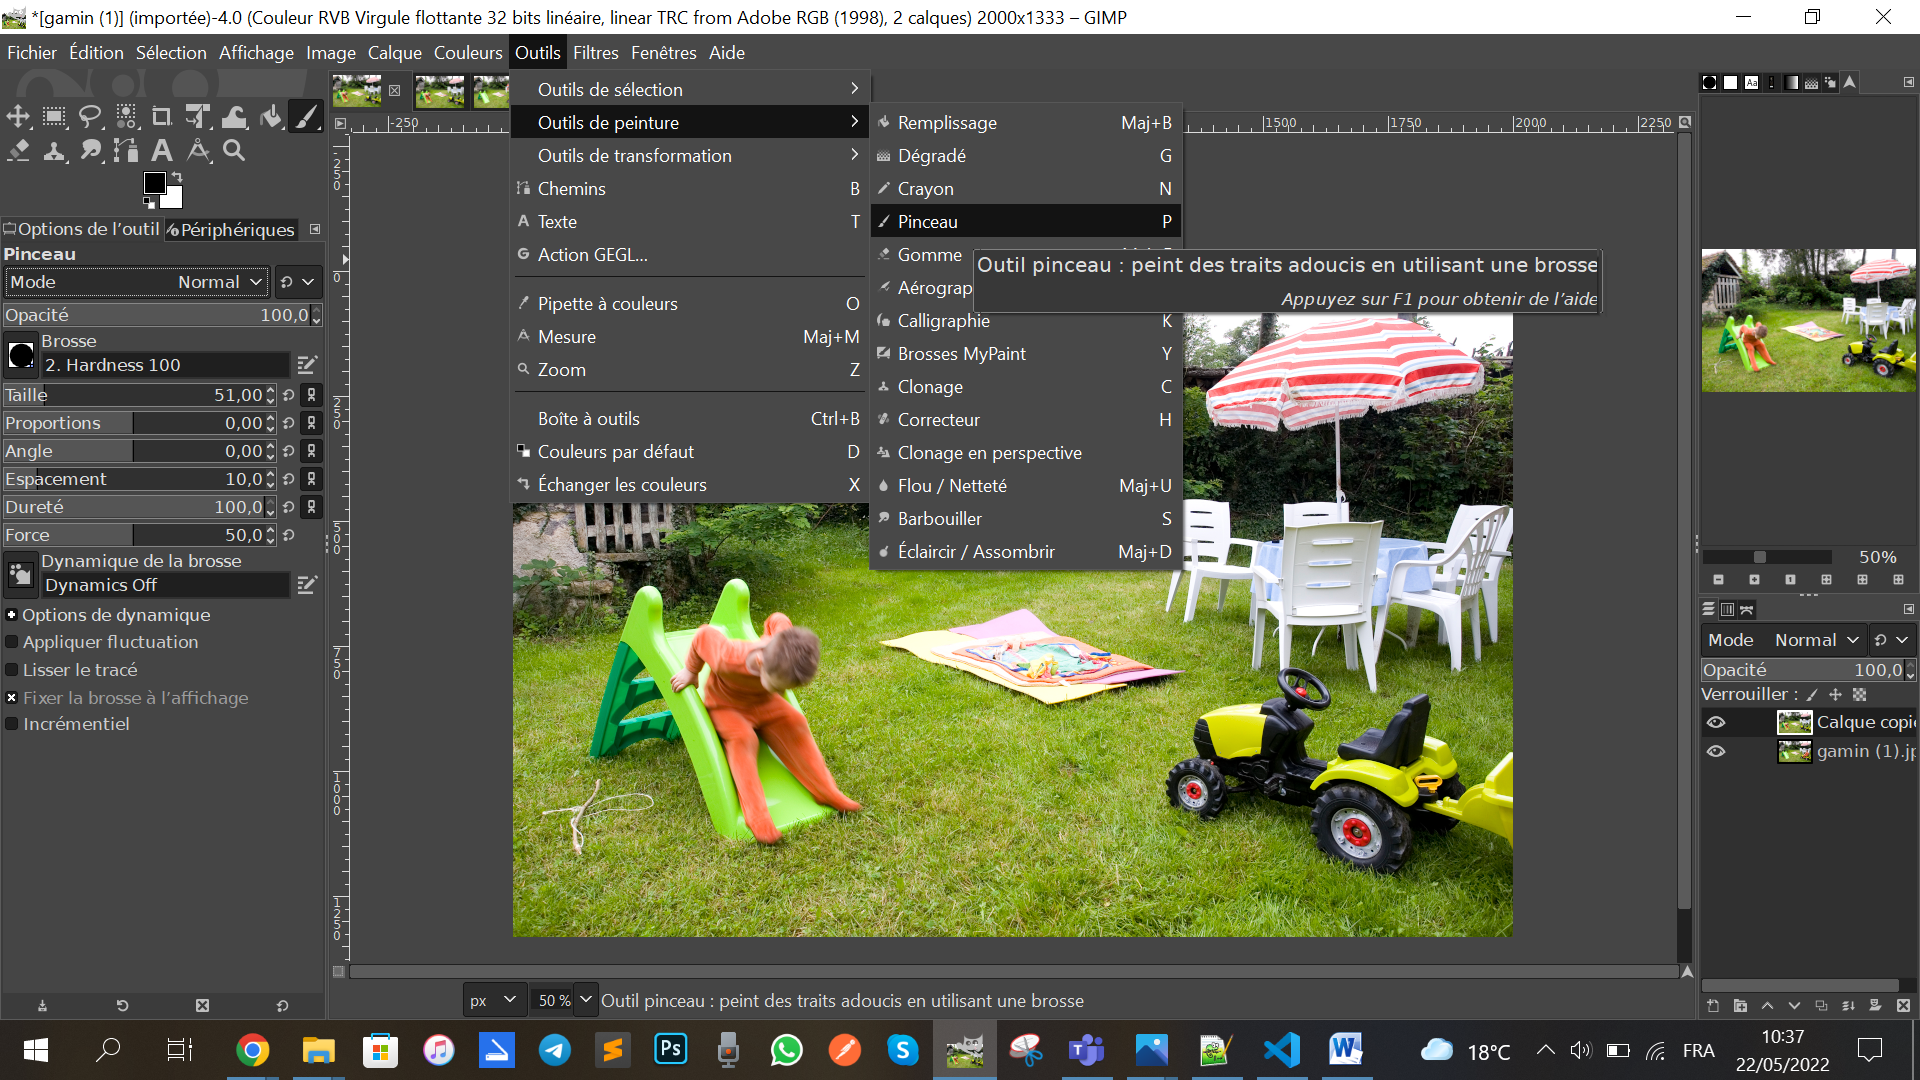 *[gamin (1)] (importée)-4.0 (Couleur RVB Virgule flottante 32 bits linéaire, linear TRC from Adobe RGB (1998), 2 calques) 2000x1333 – GIMP
Fichier Édition Sélection Affichage Image Calque Couleurs Outils Filtres Fenêtres Aide
Outils de sélection
Outils de peinture
Outils de transformation
Chemins B
Texte T
Action GEGL...
Pipette à couleurs O
Mesure Maj+M
Zoom Z
Boîte à outils Ctrl+B
Couleurs par défaut D
Échanger les couleurs X
Remplissage Maj+B
Dégradé G
Crayon N
Pinceau P
Gomme
Aérograp
Calligraphie K
Brosses MyPaint Y
Clonage C
Correcteur H
Clonage en perspective
Flou / Netteté Maj+U
Barbouiller S
Éclaircir / Assombrir Maj+D
Outil pinceau : peint des traits adoucis en utilisant une brosse
Appuyez sur F1 pour obtenir de l’aide
Options de l’outil Périphériques
Pinceau
Mode Normal
Opacité 100,0
Brosse
2. Hardness 100
Taille 51,00
Proportions 0,00
Angle 0,00
Espacement 10,0
Dureté 100,0
Force 50,0
Dynamique de la brosse
Dynamics Off
Options de dynamique
Appliquer fluctuation
Lisser le tracé
Fixer la brosse à l’affichage
Incrémentiel
-250 1500 1750 2000 2250
250
0
250
500
750
1000
1250
50%
Mode Normal
Opacité 100,0
Verrouiller :
Calque copi
gamin (1).jp
px 50 % Outil pinceau : peint des traits adoucis en utilisant une brosse
18°C FRA 10:37
22/05/2022